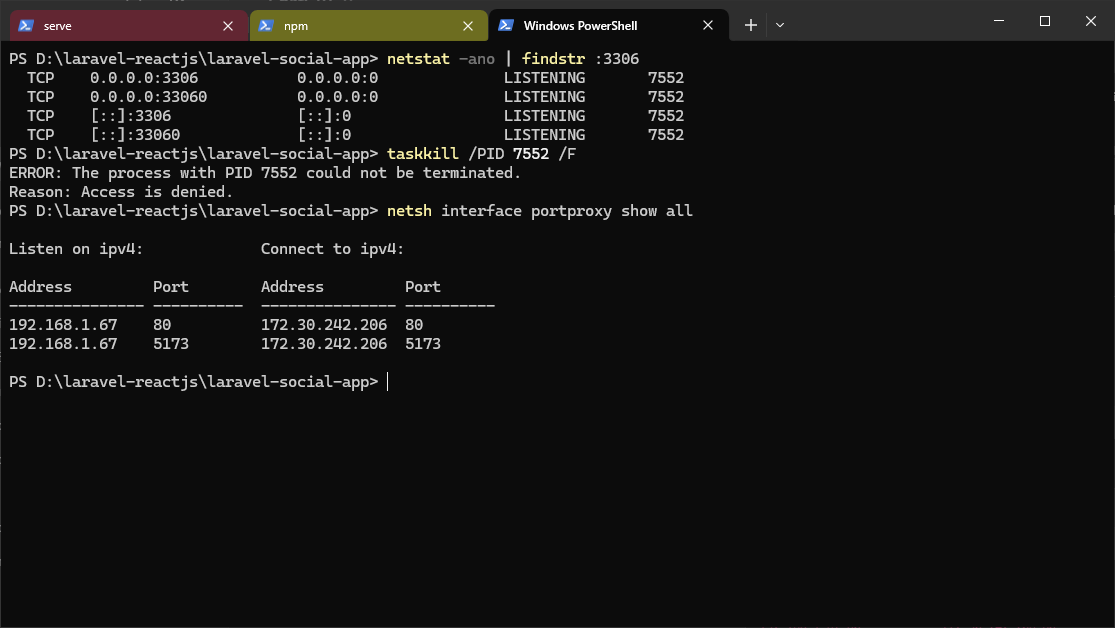 serve
npm
Windows PowerShell
PS D:\laravel-reactjs\laravel-social-app> netstat -ano | findstr :3306
  TCP    0.0.0.0:3306           0.0.0.0:0              LISTENING       7552
  TCP    0.0.0.0:33060          0.0.0.0:0              LISTENING       7552
  TCP    [::]:3306              [::]:0                 LISTENING       7552
  TCP    [::]:33060             [::]:0                 LISTENING       7552
PS D:\laravel-reactjs\laravel-social-app> taskkill /PID 7552 /F
ERROR: The process with PID 7552 could not be terminated.
Reason: Access is denied.
PS D:\laravel-reactjs\laravel-social-app> netsh interface portproxy show all
Listen on ipv4:             Connect to ipv4:
Address         Port        Address         Port
--------------- ----------  --------------- ----------
192.168.1.67    80          172.30.242.206  80
192.168.1.67    5173        172.30.242.206  5173
PS D:\laravel-reactjs\laravel-social-app>